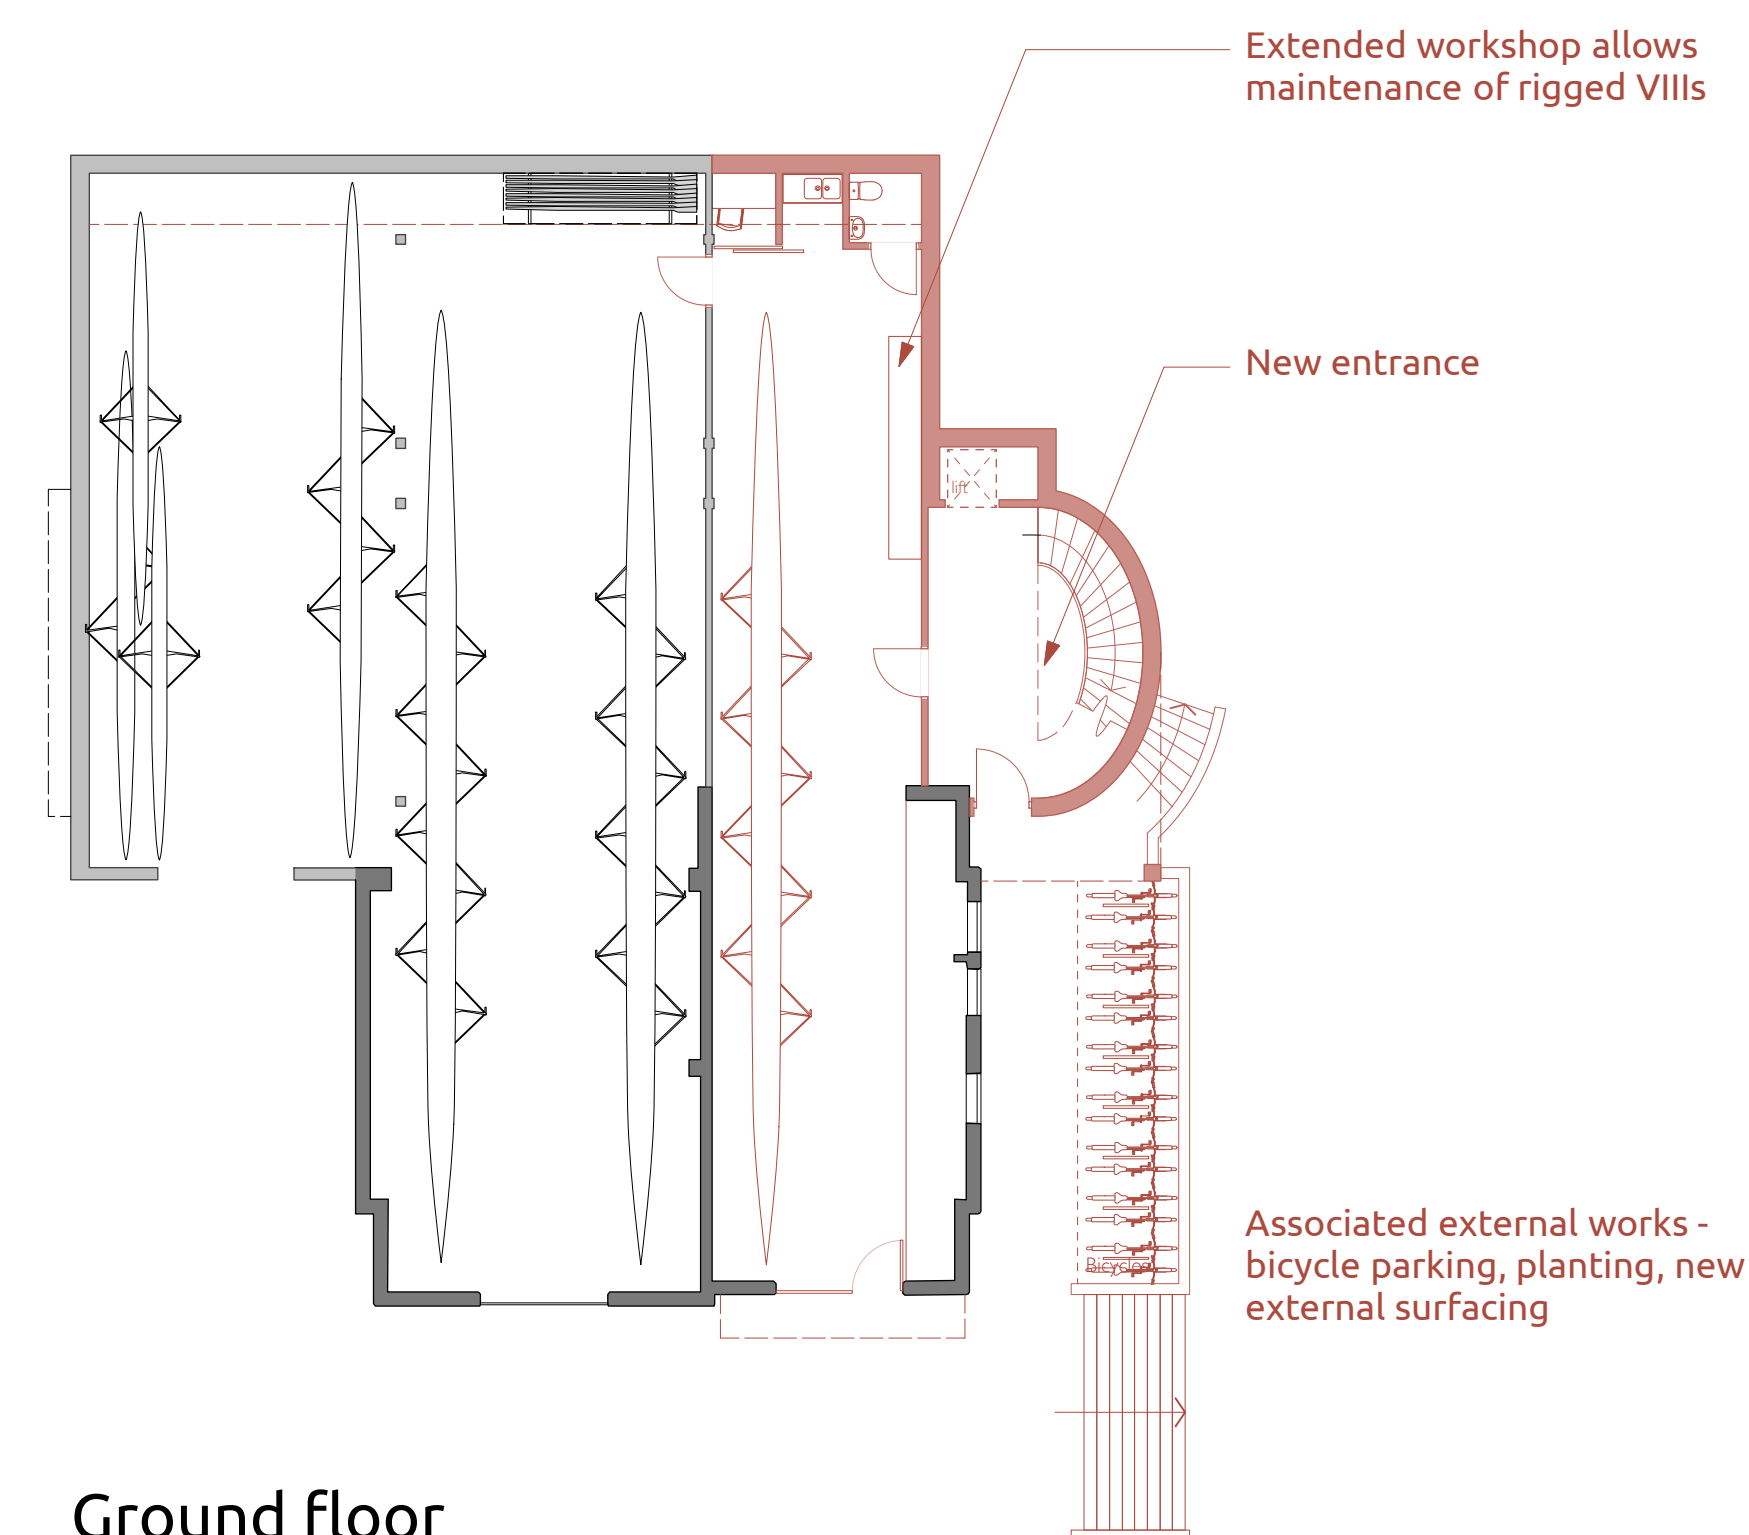 Extended workshop allows
maintenance of rigged VIIIs
New entrance
lift
Associated external works -
bicycle parking, planting, new
external surfacing
Bicycles
Ground floor